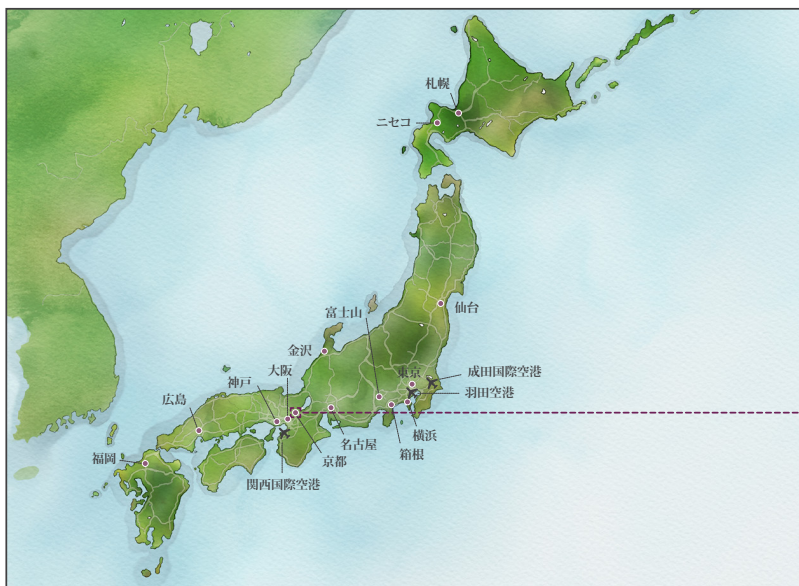 札幌
ニセコ
仙台
富士山
金沢
大阪
東京
成田国際空港
神戸
羽田空港
広島
横浜
名古屋
箱根
福岡
京都
関西国際空港